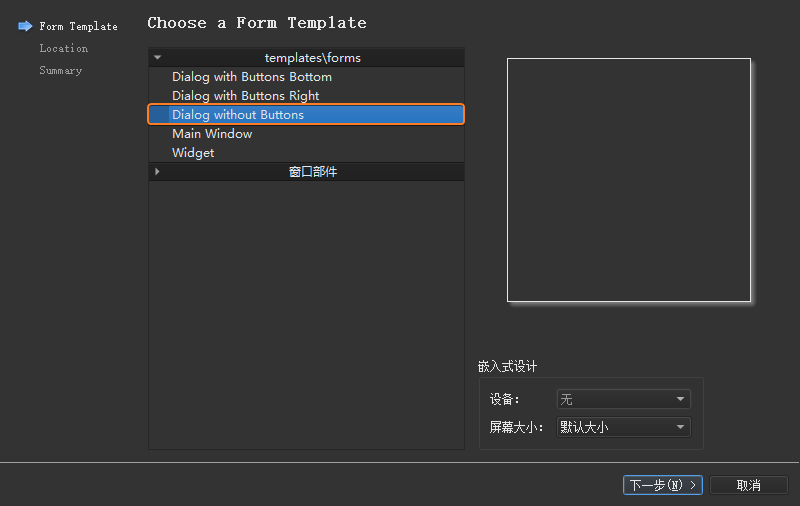 Form Template
Location
Summary
Choose a Form Template
templates\forms
Dialog with Buttons Bottom
Dialog with Buttons Right
Dialog without Buttons
Main Window
Widget
窗口部件
嵌入式设计
设备：
无
屏幕大小：
默认大小
下一步(N) >
取消